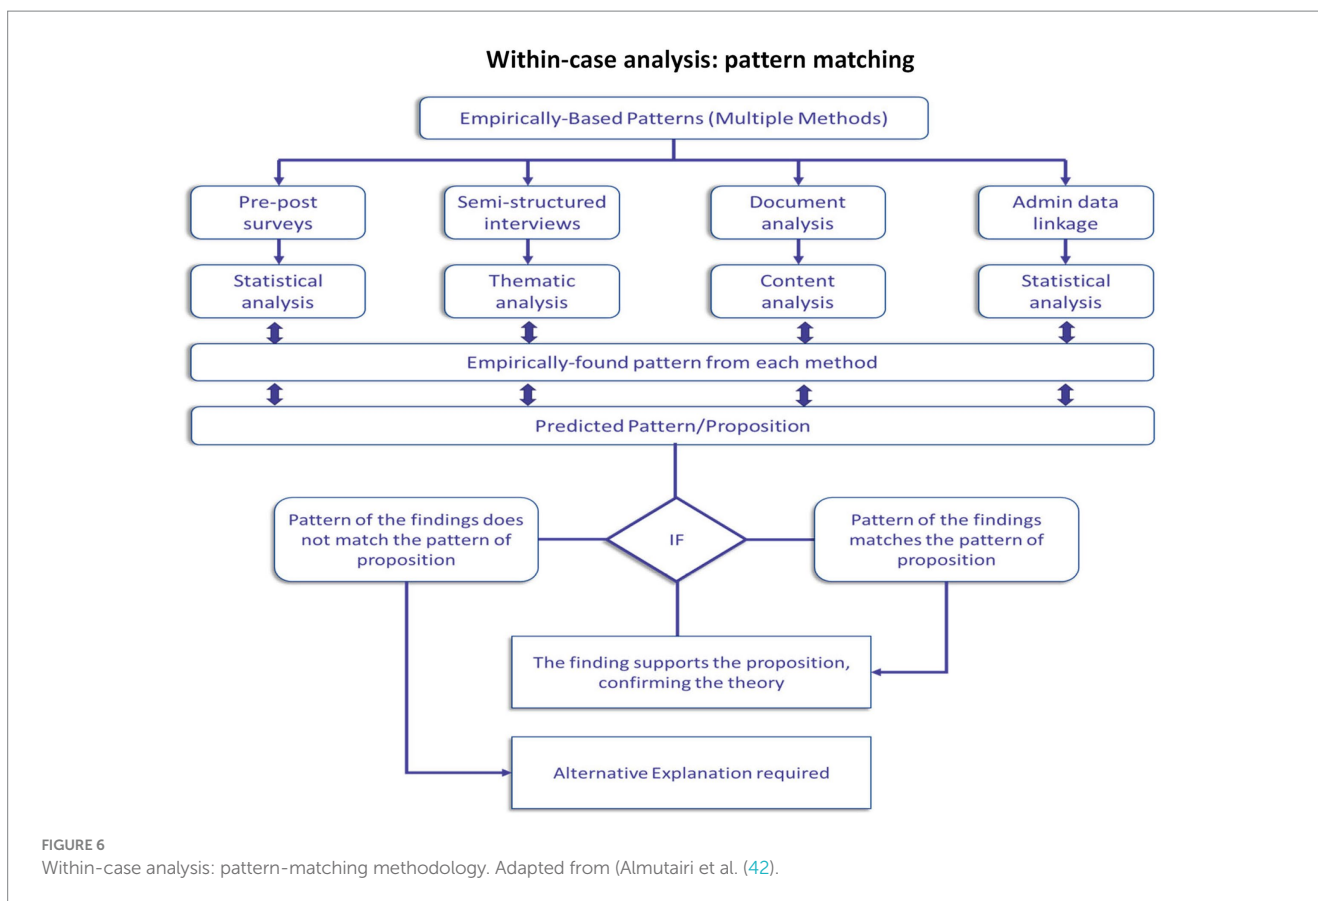 Within-case analysis: pattern matching
Empirically-Based Patterns (Multiple Methods)
Pre-post
surveys
Semi-structured
interviews
Document
analysis
Admin data
linkage
Statistical
analysis
Thematic
analysis
Content
analysis
Statistical
analysis
Empirically-found pattern from each method
Predicted Pattern/Proposition
Pattern of the findings does
not match the pattern of
proposition
IF
Pattern of the findings
matches the pattern of
proposition
The finding supports the proposition,
confirming the theory
Alternative Explanation required
FIGURE 6
Within-case analysis: pattern-matching methodology. Adapted from (Almutairi et al. (42).